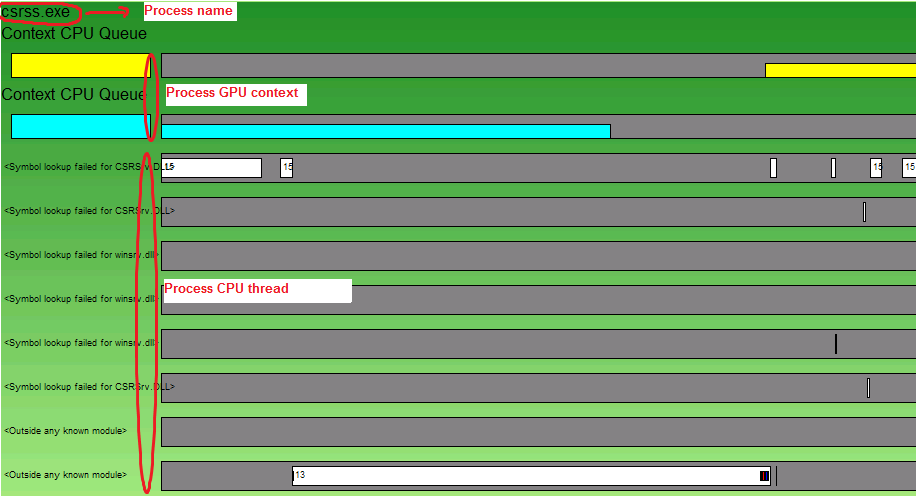 csrss.exe
Process name
Context CPU Queue
Context CPU Queue
Process GPU context
<Symbol lookup failed for CSRSrv.DLL>
15
15
15
15
<Symbol lookup failed for CSRSrv.DLL>
<Symbol lookup failed for winsrv.dll>
Process CPU thread
<Symbol lookup failed for winsrv.dll>
<Symbol lookup failed for winsrv.dll>
<Symbol lookup failed for CSRSrv.DLL>
<Outside any known module>
<Outside any known module>
13